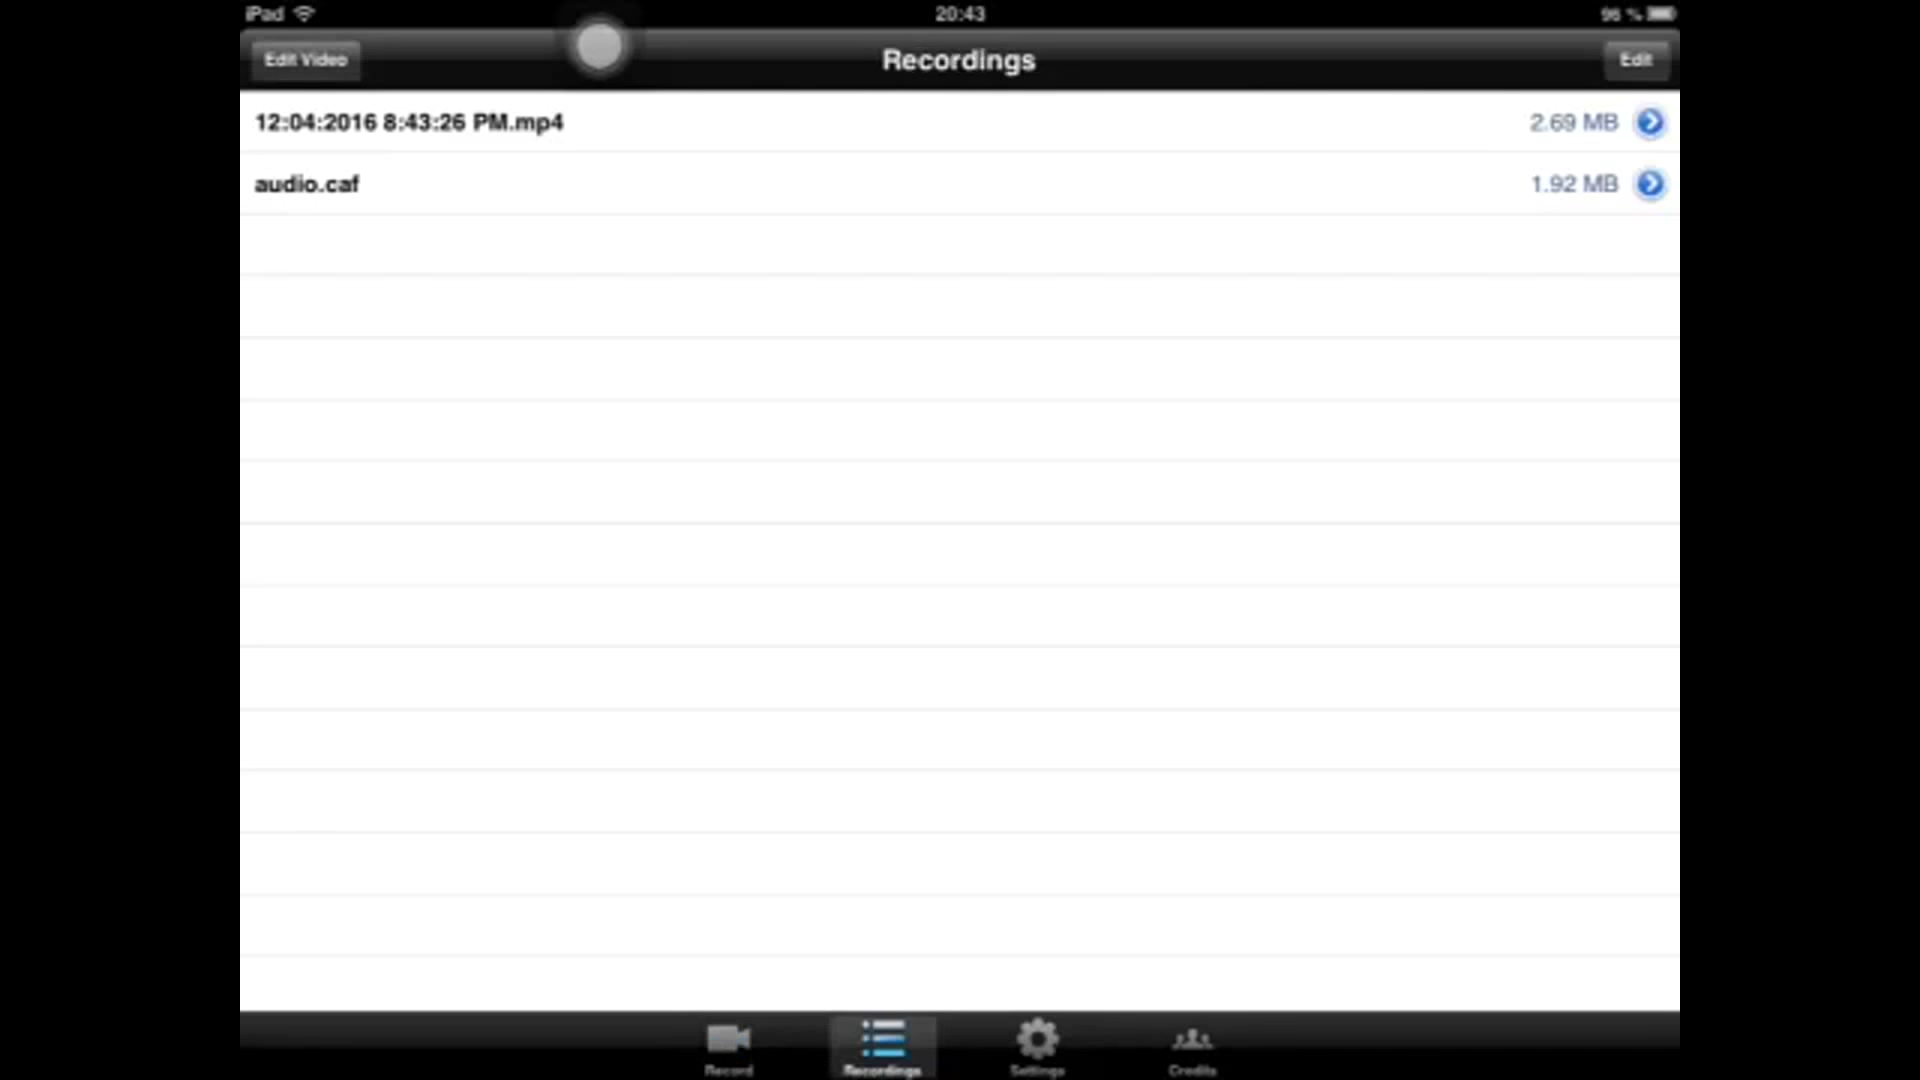 iPad 20:43 96 %
Edit Video Recordings Edit
12:04:2016 8:43:26 PM.mp4 2.69 MB
audio.caf 1.92 MB
Record Recordings Settings Credits